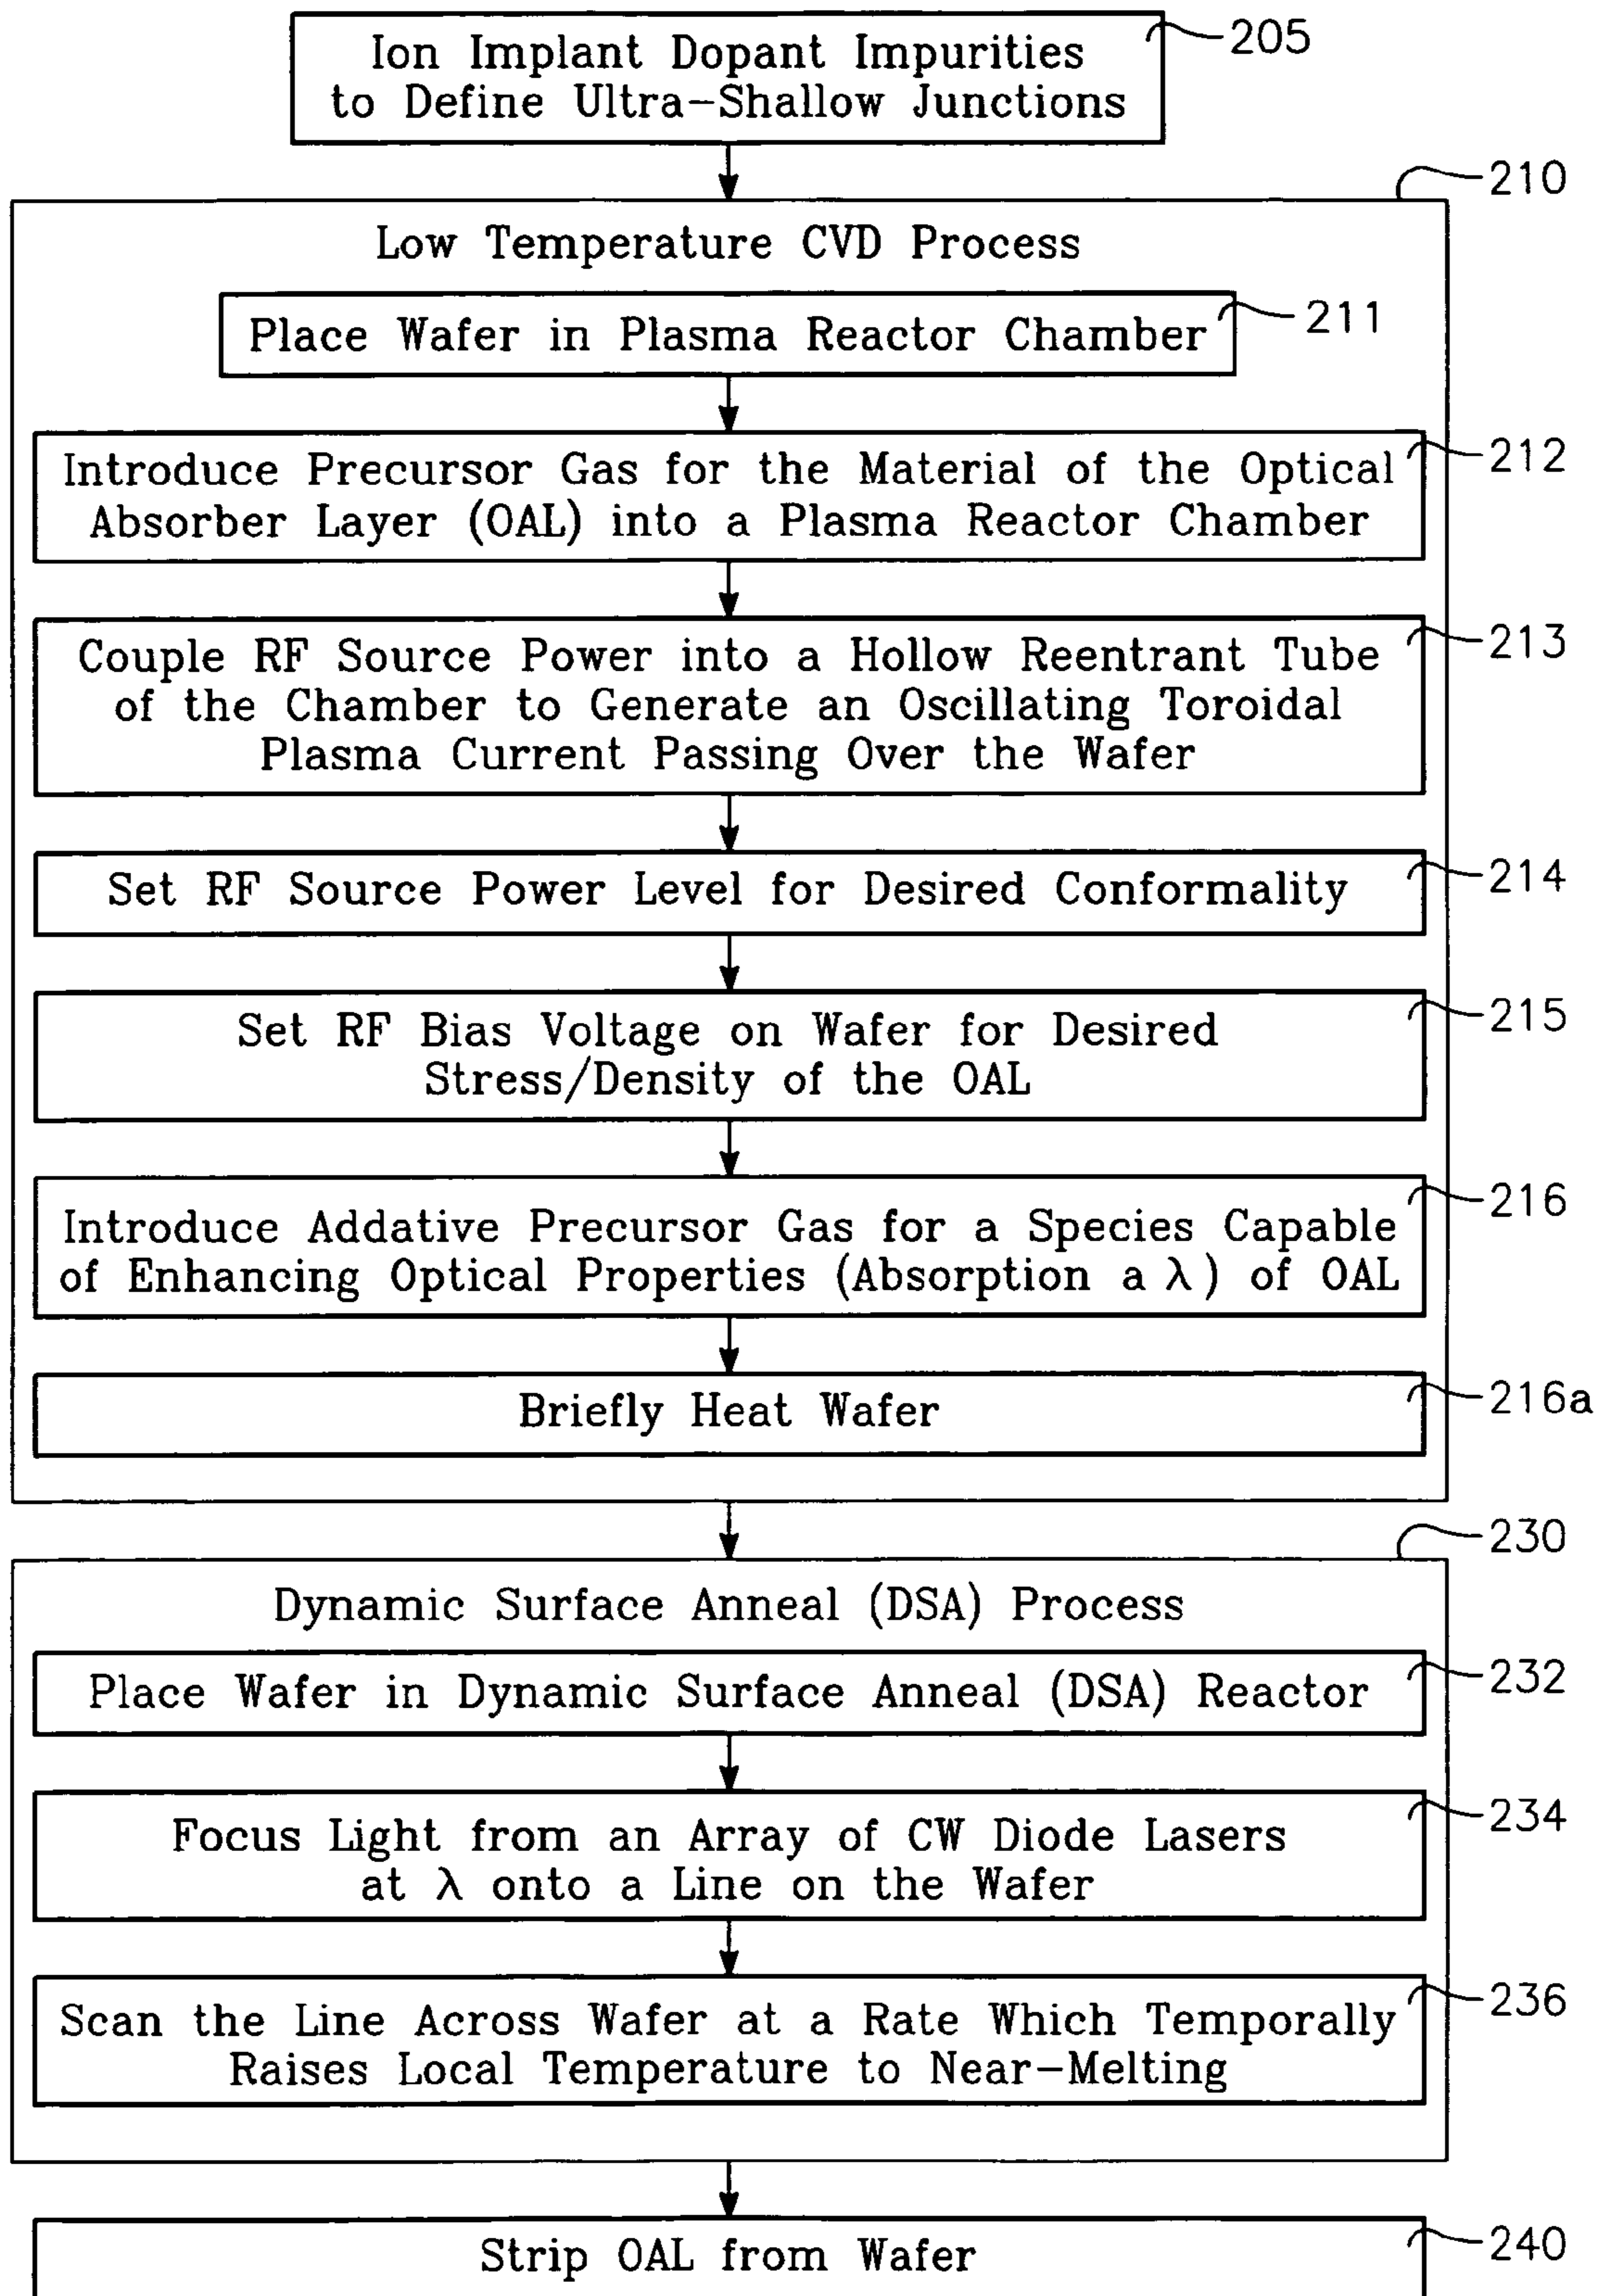 Ion Implant Dopant Impurities
to Define Ultra-Shallow Junctions
205
210
Low Temperature CVD Process
Place Wafer in Plasma Reactor Chamber
211
Introduce Precursor Gas for the Material of the Optical
Absorber Layer (OAL) into a Plasma Reactor Chamber
212
Couple RF Source Power into a Hollow Reentrant Tube
of the Chamber to Generate an Oscillating Toroidal
Plasma Current Passing Over the Wafer
213
Set RF Source Power Level for Desired Conformality
214
Set RF Bias Voltage on Wafer for Desired
Stress/Density of the OAL
215
Introduce Addative Precursor Gas for a Species Capable
of Enhancing Optical Properties (Absorption a λ) of OAL
216
Briefly Heat Wafer
216a
230
Dynamic Surface Anneal (DSA) Process
Place Wafer in Dynamic Surface Anneal (DSA) Reactor
232
Focus Light from an Array of CW Diode Lasers
at λ onto a Line on the Wafer
234
Scan the Line Across Wafer at a Rate Which Temporally
Raises Local Temperature to Near-Melting
236
Strip OAL from Wafer
240